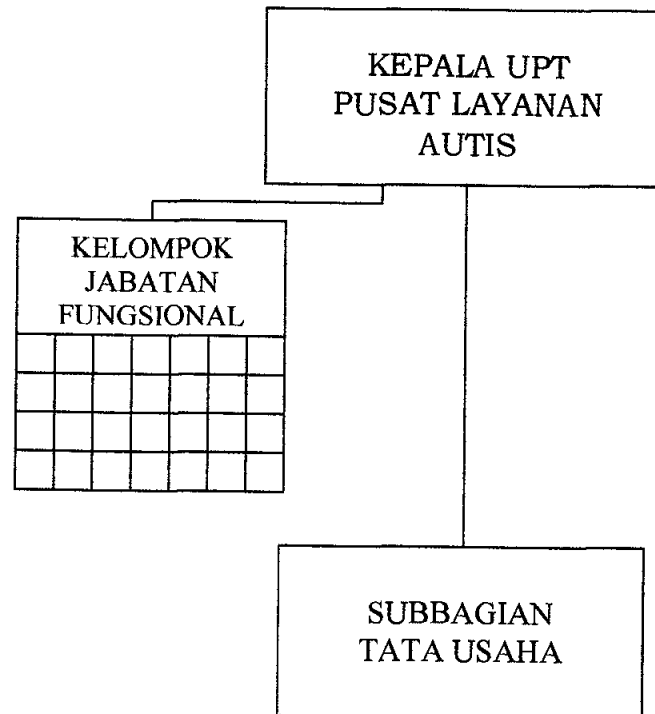 KEPALA UPT
PUSAT LAYANAN
AUTIS
KELOMPOK
JABATAN
FUNGSIONAL
SUBBAGIAN
TATA USAHA